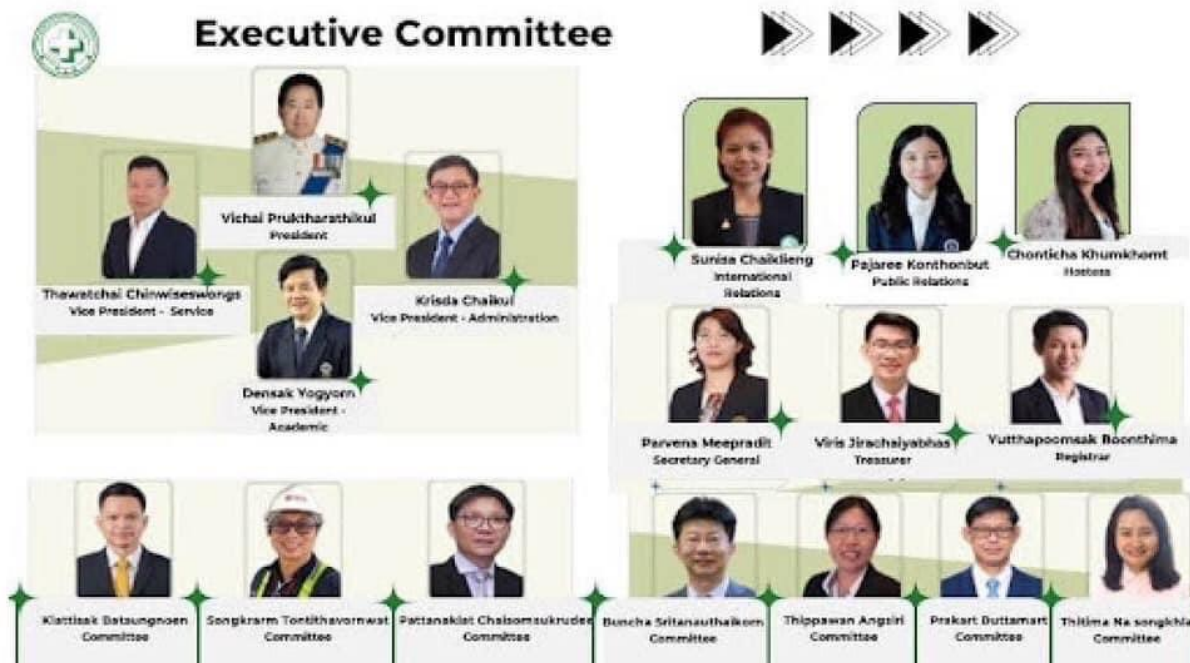 Executive Committee
Vichai Pruktharathikul
President
Thawatchai Chinwiseswongs
Vice President - Service
Krisda Chaikul
Vice President - Administration
Densak Yogyorn
Vice President -
Academic
Sunisa Chaiklieng
International
Relations
Pajaree Konthonbut
Public Relations
Chonticha Khumkhomt
Hostess
Parvena Meepradit
Secretary General
Viris Jirachaiyabhas
Treasurer
Yutthapoomsak Boonthima
Registrar
Kiattisak Bataungnoen
Committee
Songkrarm Tontithavornwat
Committee
Pattanakiat Chaisomsukrudee
Committee
Buncha Sritanauthaikorn
Committee
Thippawan Angsiri
Committee
Prakart Buttamart
Committee
Thitima Na songkhla
Committee